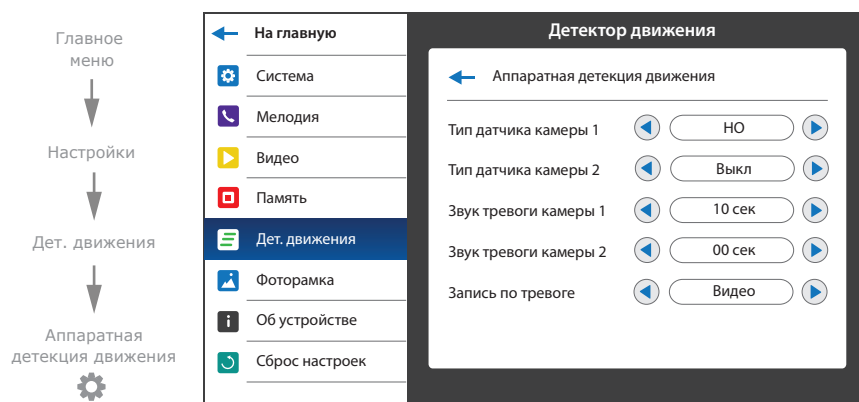 Главное
меню
Настройки
Дет. движения
Аппаратная
детекция движения
На главную
Система
Мелодия
Видео
Память
Дет. движения
Фоторамка
Об устройстве
Сброс настроек
Детектор движения
Аппаратная детекция движения
Тип датчика камеры 1 НО
Тип датчика камеры 2 Выкл
Звук тревоги камеры 1 10 сек
Звук тревоги камеры 2 00 сек
Запись по тревоге Видео